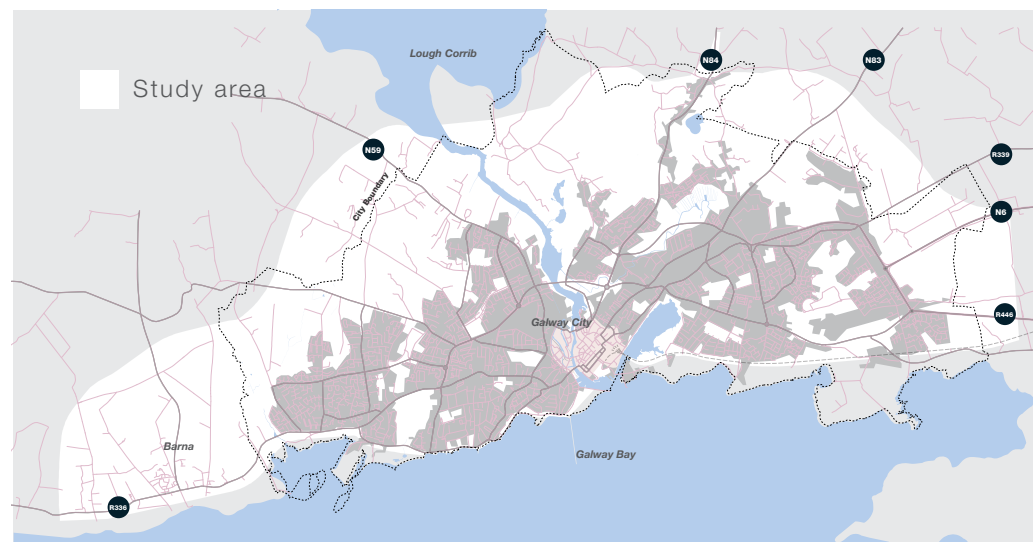 Lough Corrib
N84
N83
Study area
N59
R339
City Boundary
N6
Galway City
R446
Barna
Galway Bay
R336